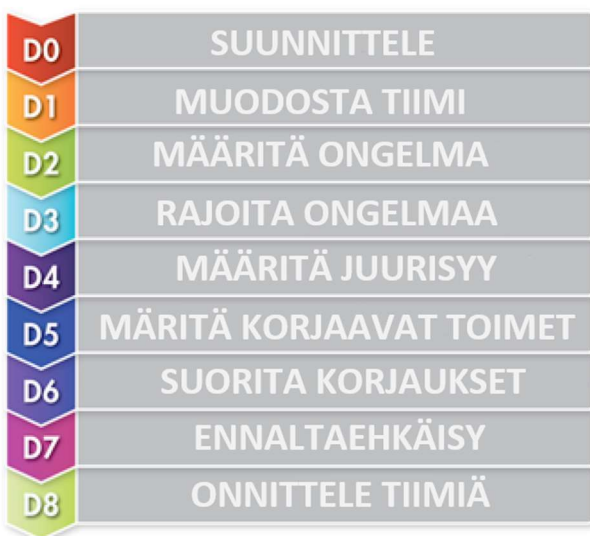 D0 SUUNNITTELE
D1 MUODOSTA TIIMI
D2 MÄÄRITÄ ONGELMA
D3 RAJOITA ONGELMAA
D4 MÄÄRITÄ JUURISYY
D5 MÄRITÄ KORJAAVAT TOIMET
D6 SUORITA KORJAUKSET
D7 ENNALTAEHKÄISY
D8 ONNITTELE TIIMIÄ